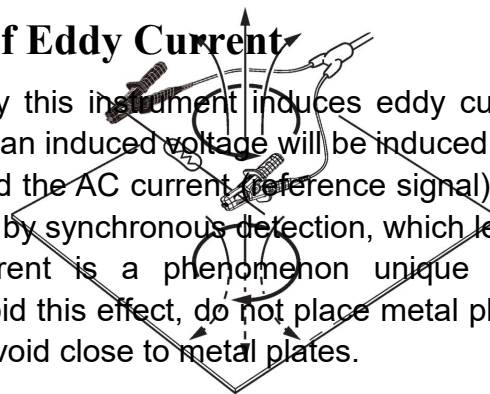 f Eddy Current
y this instrument induces eddy cu
an induced voltage will be induced
d the AC current (reference signal)
by synchronous detection, which le
rent is a phenomenon unique
id this effect, do not place metal pl
void close to metal plates.